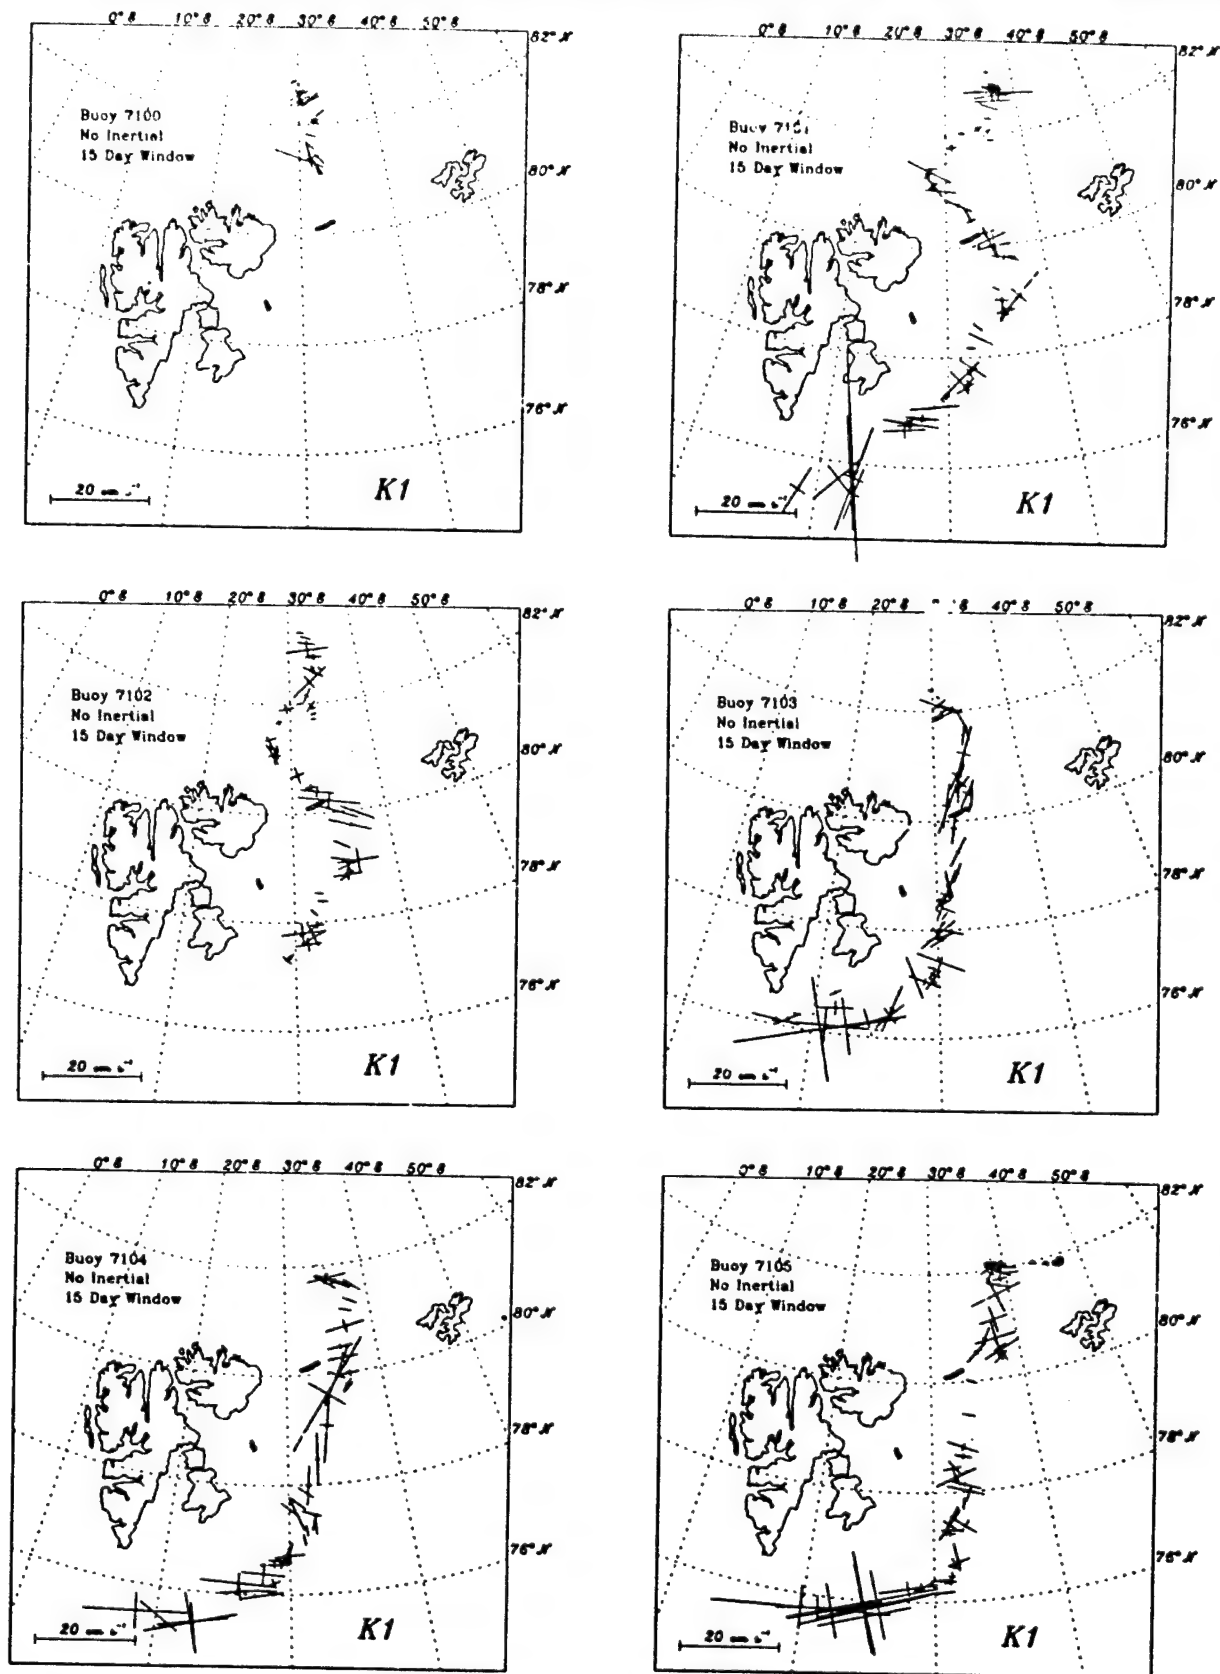 0°E 10°E 20°E 30°E 40°E 50°E
82°N
Buoy 7100
No Inertial
15 Day Window
80°N
78°N
76°N
20 cm s⁻¹
K1
0°E 10°E 20°E 30°E 40°E 50°E
82°N
Buoy 7101
No Inertial
15 Day Window
80°N
78°N
76°N
20 cm s⁻¹
K1
0°E 10°E 20°E 30°E 40°E 50°E
82°N
Buoy 7102
No Inertial
15 Day Window
80°N
78°N
76°N
20 cm s⁻¹
K1
0°E 10°E 20°E 40°E 50°E
82°N
Buoy 7103
No Inertial
15 Day Window
80°N
78°N
76°N
20 cm s⁻¹
K1
0°E 10°E 20°E 30°E 40°E 50°E
82°N
Buoy 7104
No Inertial
15 Day Window
80°N
78°N
76°N
20 cm s⁻¹
K1
0°E 10°E 20°E 30°E 40°E 50°E
82°N
Buoy 7105
No Inertial
15 Day Window
80°N
78°N
76°N
20 cm s⁻¹
K1